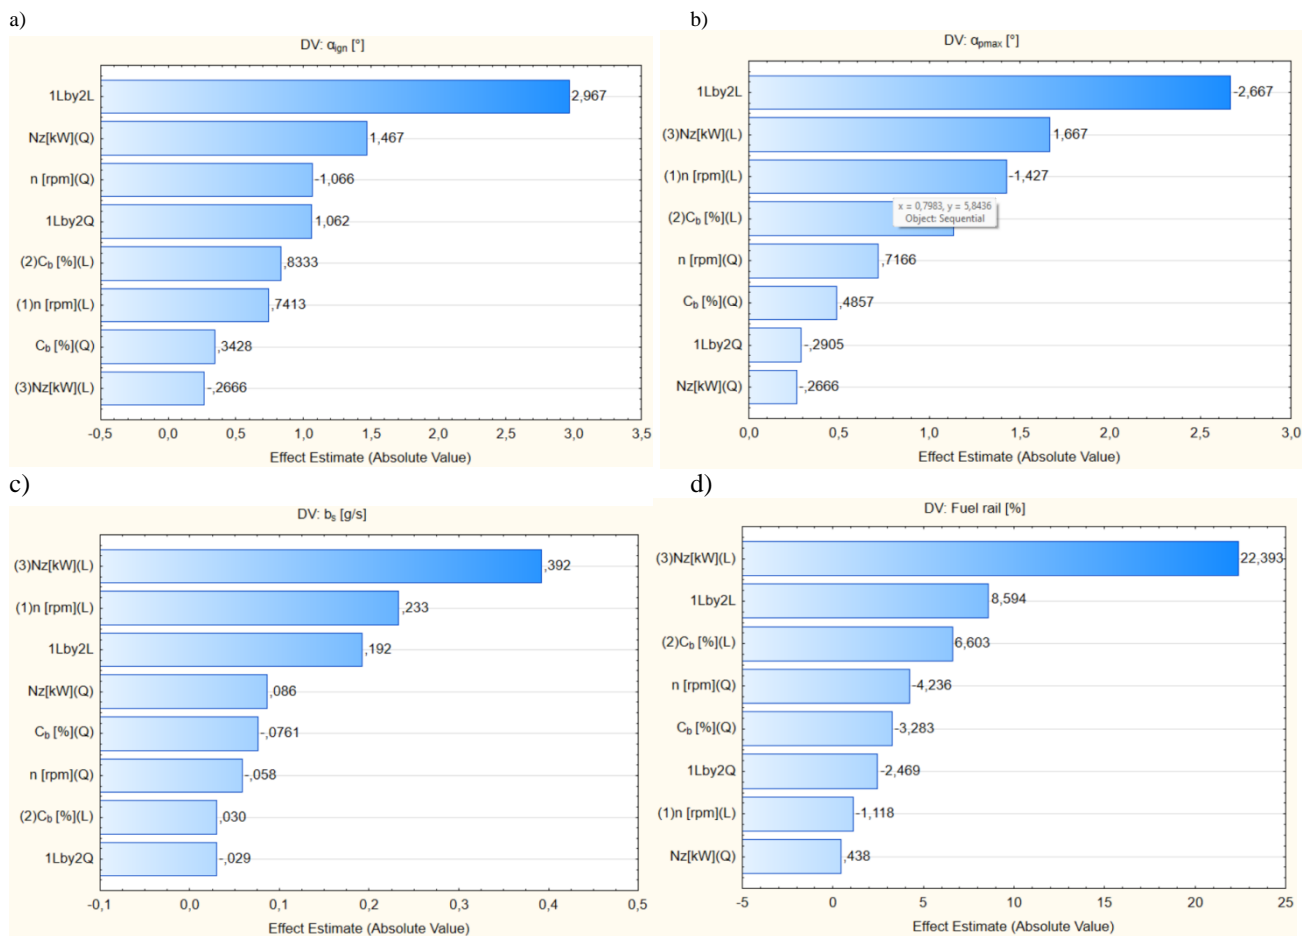 a)
DV: αign [°]
1Lby2L
2,967
Nz[kW](Q)
1,467
n [rpm](Q)
-1,066
1Lby2Q
1,062
(2)Cb [%](L)
,8333
(1)n [rpm](L)
,7413
Cb [%](Q)
,3428
(3)Nz[kW](L)
-,2666
-0,5 0,0 0,5 1,0 1,5 2,0 2,5 3,0 3,5
Effect Estimate (Absolute Value)
b)
DV: αpmax [°]
1Lby2L
-2,667
(3)Nz[kW](L)
1,667
(1)n [rpm](L)
-1,427
x = 0,7983, y = 5,8436
Object: Sequential
(2)Cb [%](L)
n [rpm](Q)
,7166
Cb [%](Q)
,4857
1Lby2Q
-,2905
Nz[kW](Q)
-,2666
0,0 0,5 1,0 1,5 2,0 2,5 3,0
Effect Estimate (Absolute Value)
c)
DV: bs [g/s]
(3)Nz[kW](L)
,392
(1)n [rpm](L)
,233
1Lby2L
,192
Nz[kW](Q)
,086
Cb [%](Q)
-,0761
n [rpm](Q)
-,058
(2)Cb [%](L)
,030
1Lby2Q
-,029
-0,1 0,0 0,1 0,2 0,3 0,4 0,5
Effect Estimate (Absolute Value)
d)
DV: Fuel rail [%]
(3)Nz[kW](L)
22,393
1Lby2L
8,594
(2)Cb [%](L)
6,603
n [rpm](Q)
-4,236
Cb [%](Q)
-3,283
1Lby2Q
-2,469
(1)n [rpm](L)
-1,118
Nz[kW](Q)
,438
-5 0 5 10 15 20 25
Effect Estimate (Absolute Value)